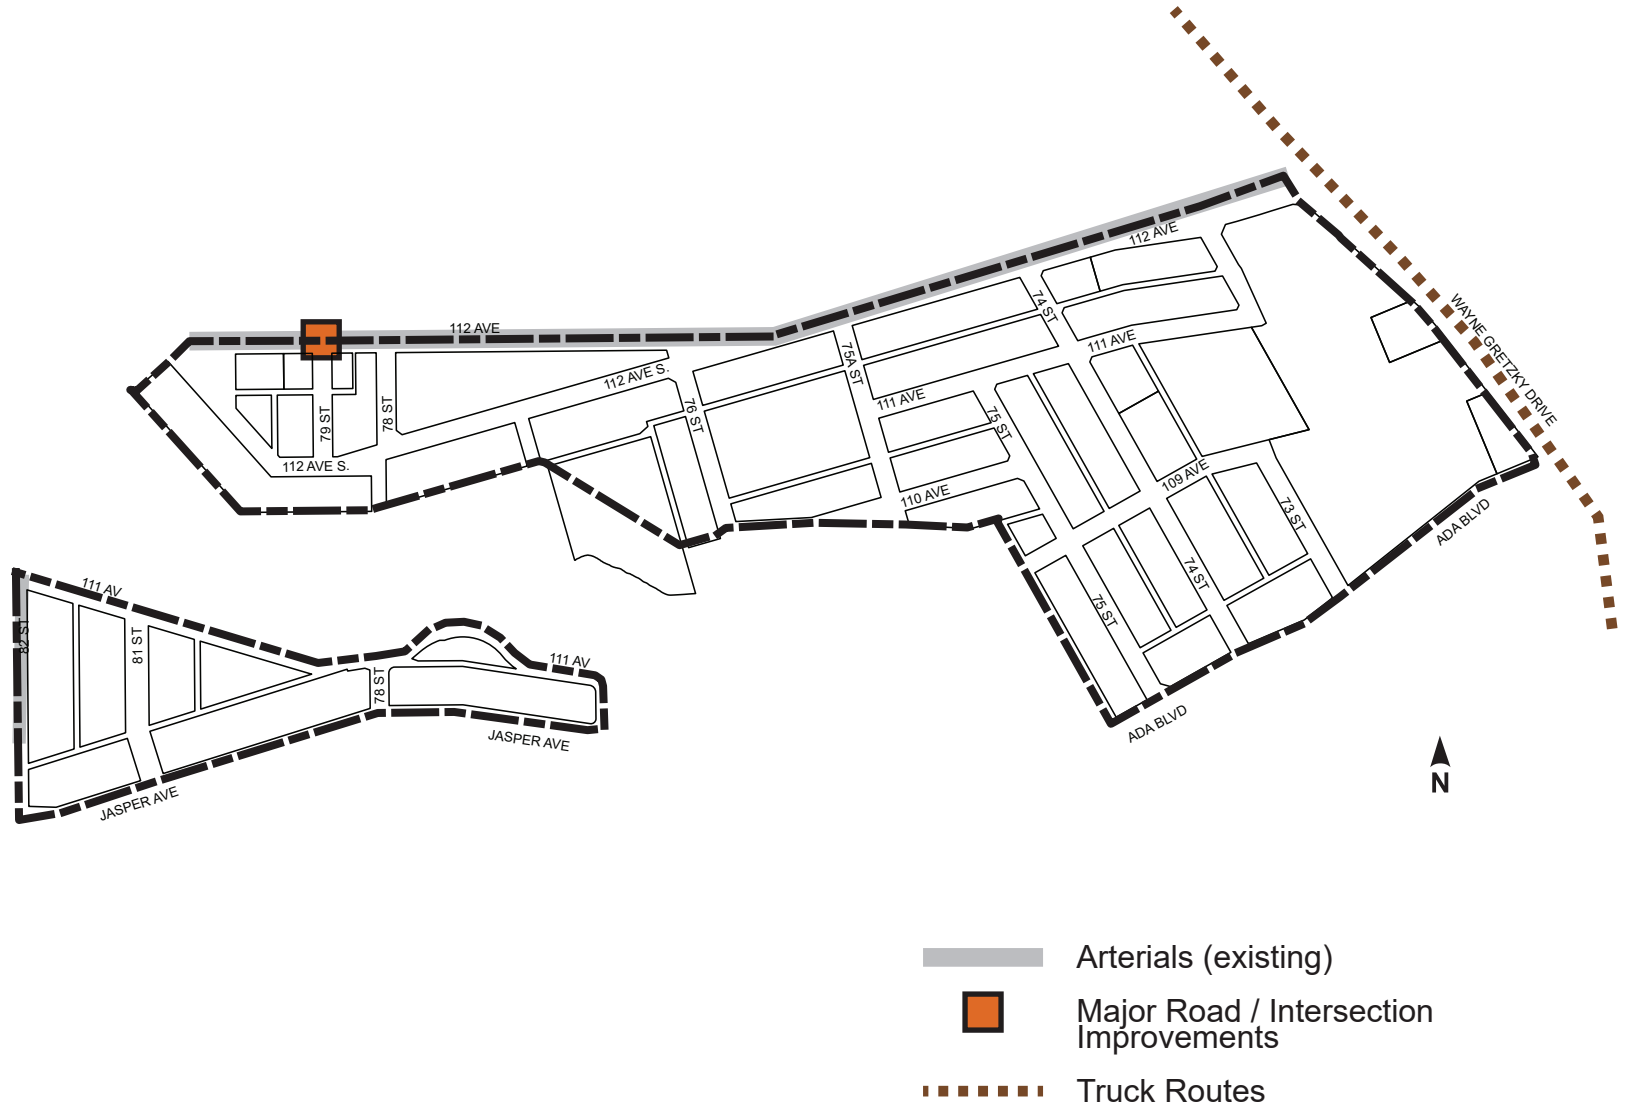 112 AVE
WAYNE GRETZKY DRIVE
74 ST
112 AVE
111 AVE
75A ST
112 AVE S.
111 AVE
76 ST
75 ST
78 ST
79 ST
112 AVE S.
109 AVE
110 AVE
73 ST
ADA BLVD
74 ST
75 ST
111 AV
82 ST
81 ST
111 AV
78 ST
ADA BLVD
JASPER AVE
JASPER AVE
N
Arterials (existing)
Major Road / Intersection
Improvements
Truck Routes